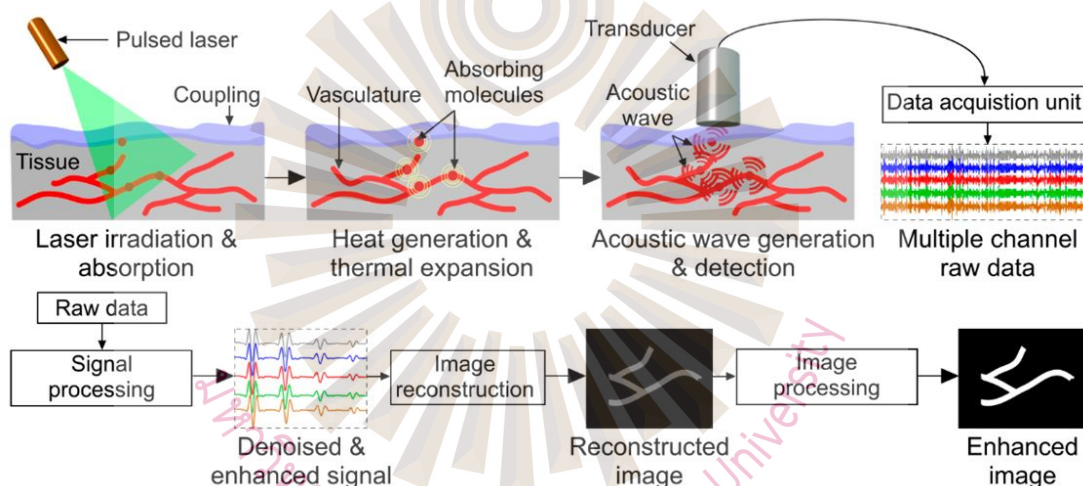 Pulsed laser
Coupling
Tissue
Laser irradiation &
absorption
Vasculature
Absorbing
molecules
Heat generation &
thermal expansion
Transducer
Acoustic
wave
Acoustic wave generation
& detection
Data acquistion unit
Multiple channel
raw data
Raw data
Signal
processing
Denoised &
enhanced signal
Image
reconstruction
Reconstructed
image
Image
processing
Enhanced
image
University